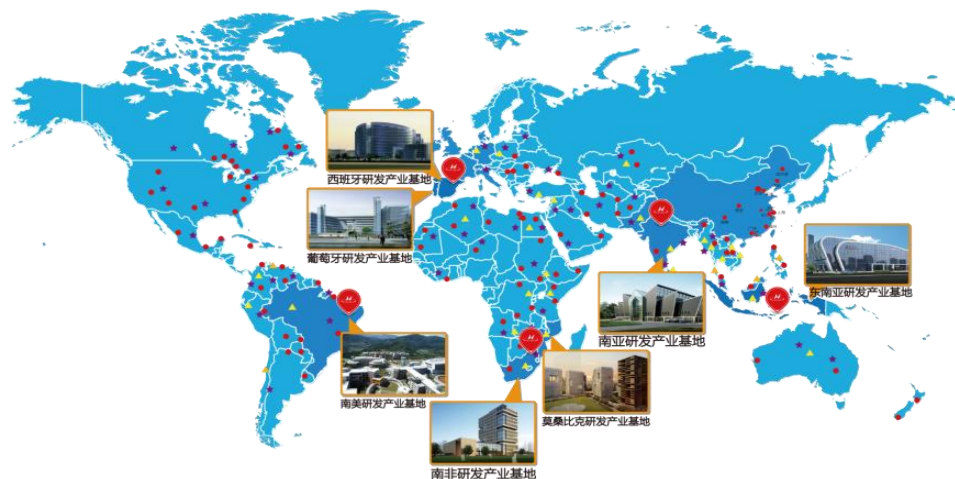 西班牙研发产业基地
葡萄牙研发产业基地
东南亚研发产业基地
南亚研发产业基地
南美研发产业基地
莫桑比克研发产业基地
南非研发产业基地